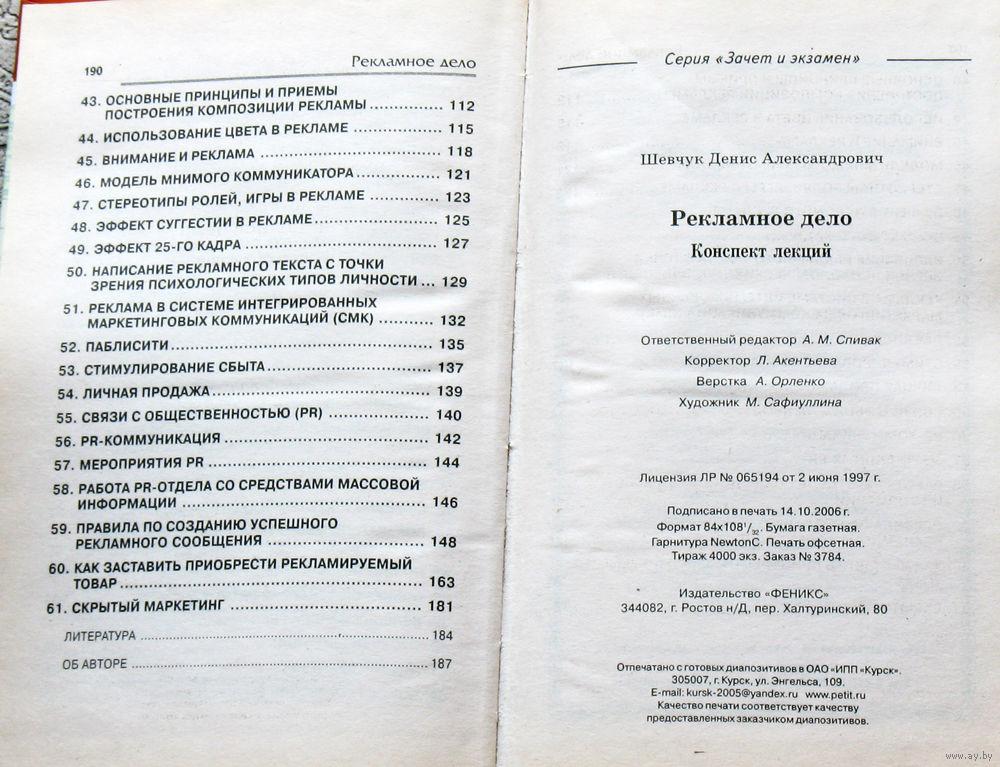 190
Рекламное дело
43. ОСНОВНЫЕ ПРИНЦИПЫ И ПРИЕМЫ
ПОСТРОЕНИЯ КОМПОЗИЦИИ РЕКЛАМЫ ............... 112
44. ИСПОЛЬЗОВАНИЕ ЦВЕТА В РЕКЛАМЕ ............... 115
45. ВНИМАНИЕ И РЕКЛАМА ............... 118
46. МОДЕЛЬ МНИМОГО КОММУНИКАТОРА ............... 121
47. СТЕРЕОТИПЫ РОЛЕЙ, ИГРЫ В РЕКЛАМЕ ............... 123
48. ЭФФЕКТ СУГГЕСТИИ В РЕКЛАМЕ ............... 125
49. ЭФФЕКТ 25-ГО КАДРА ............... 127
50. НАПИСАНИЕ РЕКЛАМНОГО ТЕКСТА С ТОЧКИ
ЗРЕНИЯ ПСИХОЛОГИЧЕСКИХ ТИПОВ ЛИЧНОСТИ ... 129
51. РЕКЛАМА В СИСТЕМЕ ИНТЕГРИРОВАННЫХ
МАРКЕТИНГОВЫХ КОММУНИКАЦИЙ (СМК) ........... 132
52. ПАБЛИСИТИ ............... 135
53. СТИМУЛИРОВАНИЕ СБЫТА ............... 137
54. ЛИЧНАЯ ПРОДАЖА ............... 139
55. СВЯЗИ С ОБЩЕСТВЕННОСТЬЮ (PR) ............... 140
56. PR-КОММУНИКАЦИЯ ............... 142
57. МЕРОПРИЯТИЯ PR ............... 144
58. РАБОТА PR-ОТДЕЛА СО СРЕДСТВАМИ МАССОВОЙ
ИНФОРМАЦИИ ............... 146
59. ПРАВИЛА ПО СОЗДАНИЮ УСПЕШНОГО
РЕКЛАМНОГО СООБЩЕНИЯ ............... 148
60. КАК ЗАСТАВИТЬ ПРИОБРЕСТИ РЕКЛАМИРУЕМЫЙ
ТОВАР ............... 163
61. СКРЫТЫЙ МАРКЕТИНГ ............... 181
ЛИТЕРАТУРА ............... 184
ОБ АВТОРЕ ............... 187
Серия «Зачет и экзамен»
Шевчук Денис Александрович
Рекламное дело
Конспект лекций
Ответственный редактор А. М. Спивак
Корректор Л. Акентьева
Верстка А. Орленко
Художник М. Сафиуллина
Лицензия ЛР № 065194 от 2 июня 1997 г.
Подписано в печать 14.10.2006 г.
Формат 84х108¹/₃₂. Бумага газетная.
Гарнитура NewtonC. Печать офсетная.
Тираж 4000 экз. Заказ № 3784.
Издательство «ФЕНИКС»
344082, г. Ростов н/Д, пер. Халтуринский, 80
Отпечатано с готовых диапозитивов в ОАО «ИПП «Курск».
305007, г. Курск, ул. Энгельса, 109.
E-mail: kursk-2005@yandex.ru www.petit.ru
Качество печати соответствует качеству
предоставленных заказчиком диапозитивов.
www.ay.by